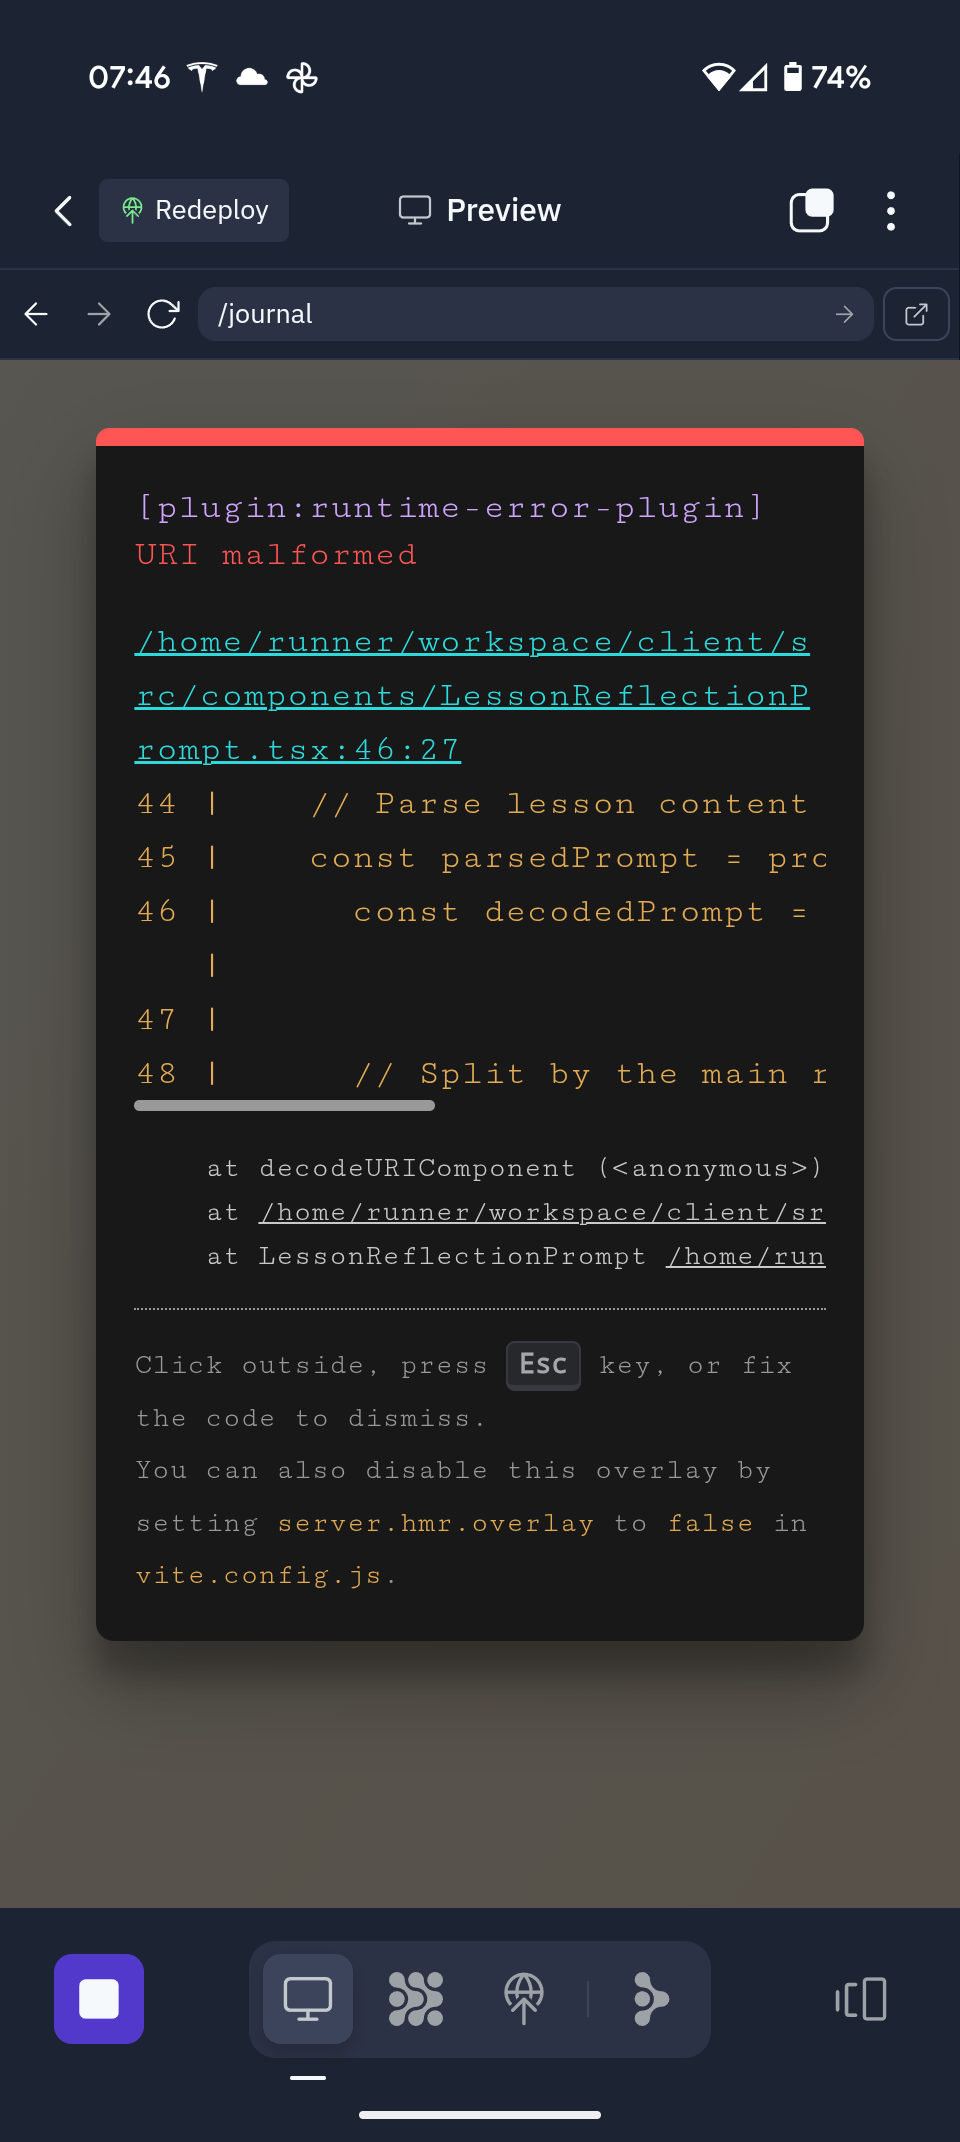 07:46 74%
Redeploy Preview
/journal
[plugin:runtime-error-plugin]
URI malformed
/home/runner/workspace/client/s
rc/components/LessonReflectionP
rompt.tsx:46:27
44 |    // Parse lesson content
45 |    const parsedPrompt = pro
46 |      const decodedPrompt =
   |
47 |
48 |      // Split by the main r
at decodeURIComponent (<anonymous>)
at /home/runner/workspace/client/sr
at LessonReflectionPrompt /home/run
Click outside, press Esc key, or fix
the code to dismiss.
You can also disable this overlay by
setting server.hmr.overlay to false in
vite.config.js.